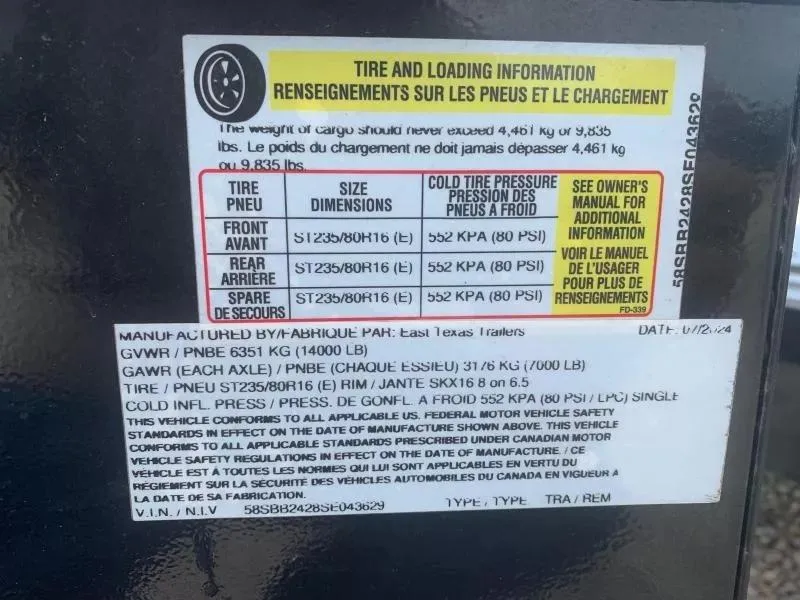 TIRE AND LOADING INFORMATION
RENSEIGNEMENTS SUR LES PNEUS ET LE CHARGEMENT
The weight of cargo should never exceed 4,461 kg or 9,835
lbs. Le poids du chargement ne doit jamais dépasser 4,461 kg
ou 9,835 lbs.
TIRE PNEU
SIZE DIMENSIONS
COLD TIRE PRESSURE PRESSION DES PNEUS A FROID
SEE OWNER'S
MANUAL FOR
ADDITIONAL
INFORMATION
VOIR LE MANUEL
DE L'USAGER
POUR PLUS DE
RENSEIGNEMENTS
FRONT AVANT ST235/80R16 (E) 552 KPA (80 PSI)
REAR ARRIÈRE ST235/80R16 (E) 552 KPA (80 PSI)
SPARE DE SECOURS ST235/80R16 (E) 552 KPA (80 PSI)
FD-339
58SBB2428SE043629
MANUFACTURED BY/FABRIQUE PAR: East Texas Trailers DATE: 07/2024
GVWR / PNBE 6351 KG (14000 LB)
GAWR (EACH AXLE) / PNBE (CHAQUE ESSIEU) 3176 KG (7000 LB)
TIRE / PNEU ST235/80R16 (E) RIM / JANTE SKX16 8 on 6.5
COLD INFL. PRESS / PRESS. DE GONFL. A FROID 552 KPA (80 PSI / LPC) SINGLE
THIS VEHICLE CONFORMS TO ALL APPLICABLE US. FEDERAL MOTOR VEHICLE SAFETY
STANDARDS IN EFFECT ON THE DATE OF MANUFACTURE SHOWN ABOVE. THIS VEHICLE
CONFORMS TO ALL APPLICABLE STANDARDS PRESCRIBED UNDER CANADIAN MOTOR
VEHICLE SAFETY REGULATIONS IN EFFECT ON THE DATE OF MANUFACTURE. / CE
VÉHICLE EST À TOUTES LES NORMES QUI LUI SONT APPLICABLES EN VERTU DU
RÉGIEMENT SUR LA SÉCURITÉ DES VÉHICLES AUTOMOBILES DU CANADA EN VIGUEUR A
LA DATE DE SA FABRICATION.
V.I.N. / N.I.V 58SBB2428SE043629 TYPE / TYPE TRA / REM